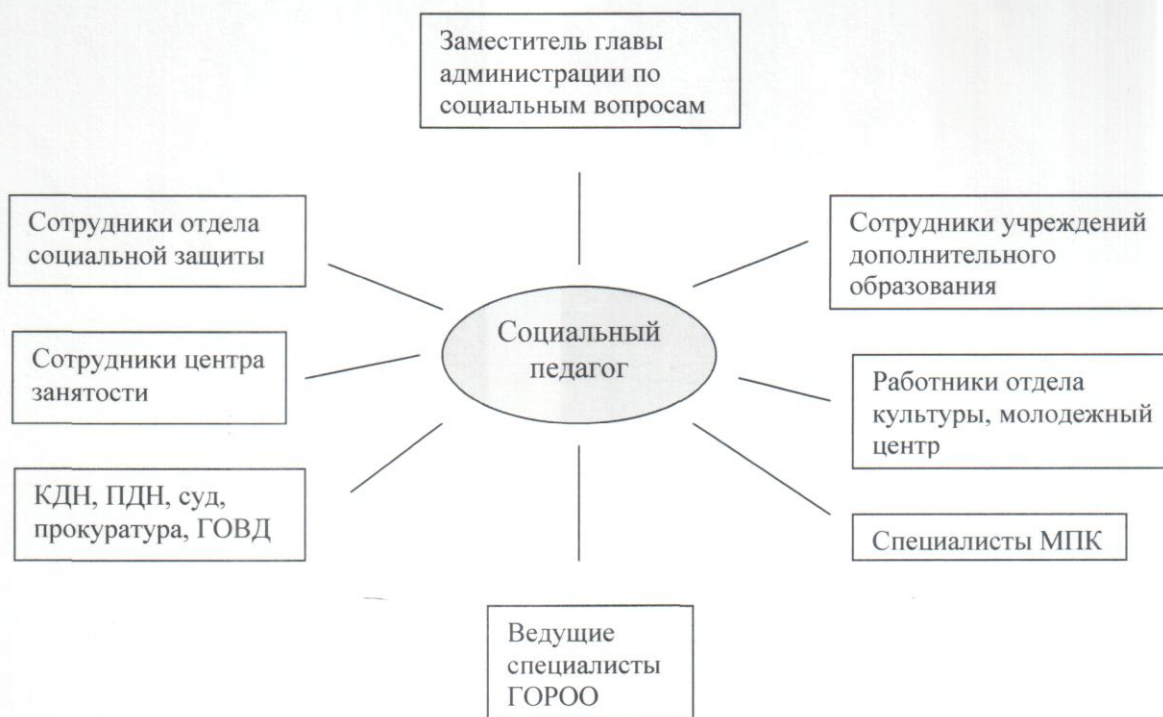 Заместитель главы
администрации по
социальным вопросам
Сотрудники отдела
социальной защиты
Сотрудники учреждений
дополнительного
образования
Социальный
педагог
Сотрудники центра
занятости
Работники отдела
культуры, молодежный
центр
КДН, ПДН, суд,
прокуратура, ГОВД
Специалисты МПК
Ведущие
специалисты
ГОРОО